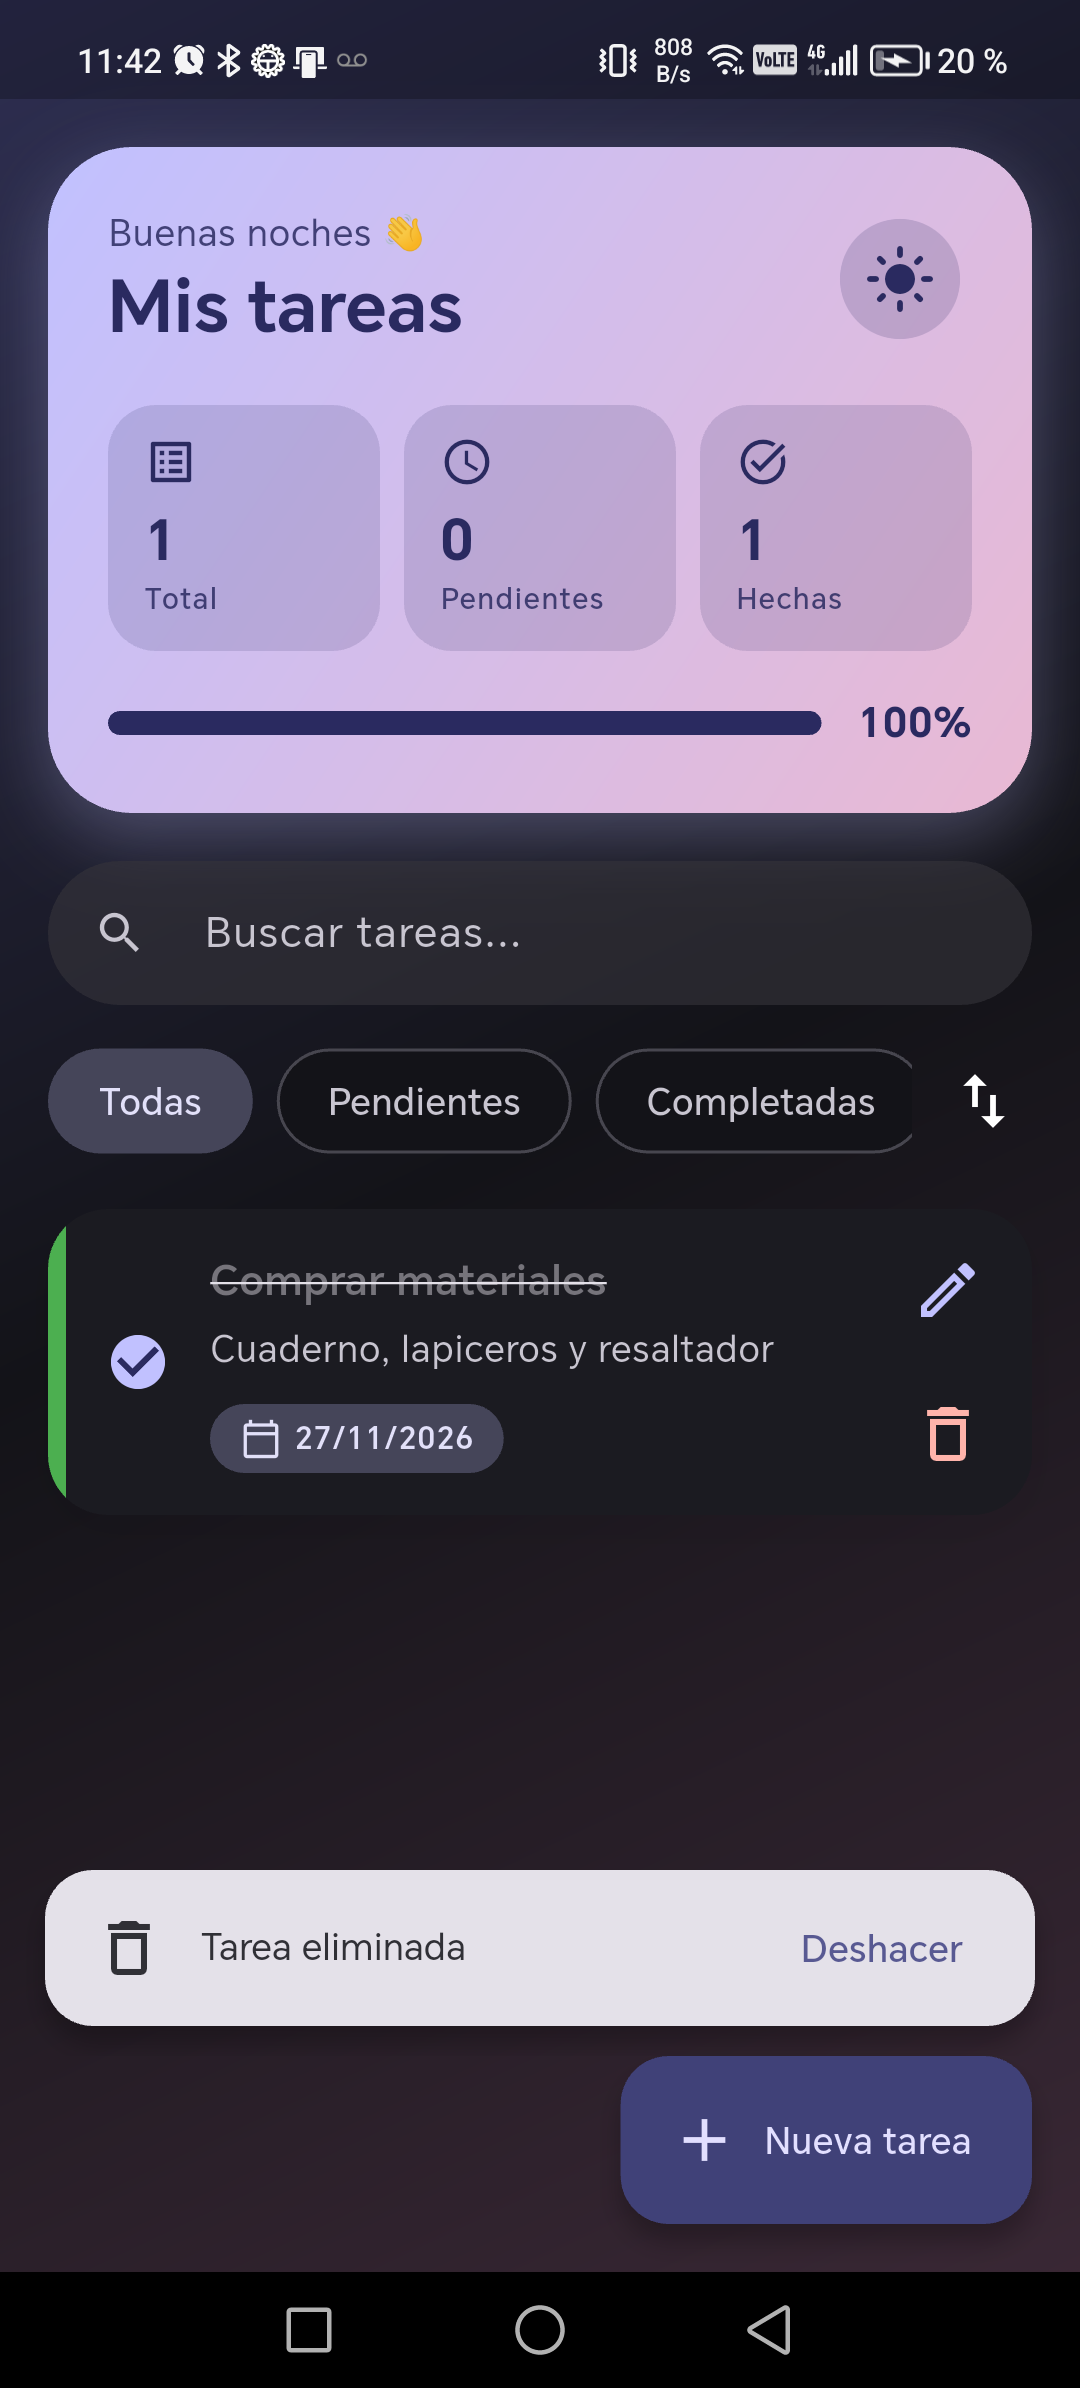 11:42
808 B/s
VoLTE
4G
20 %
Buenas noches 👋
Mis tareas
1
Total
0
Pendientes
1
Hechas
100%
Buscar tareas...
Todas
Pendientes
Completadas
Comprar materiales
Cuaderno, lapiceros y resaltador
27/11/2026
Tarea eliminada
Deshacer
Nueva tarea